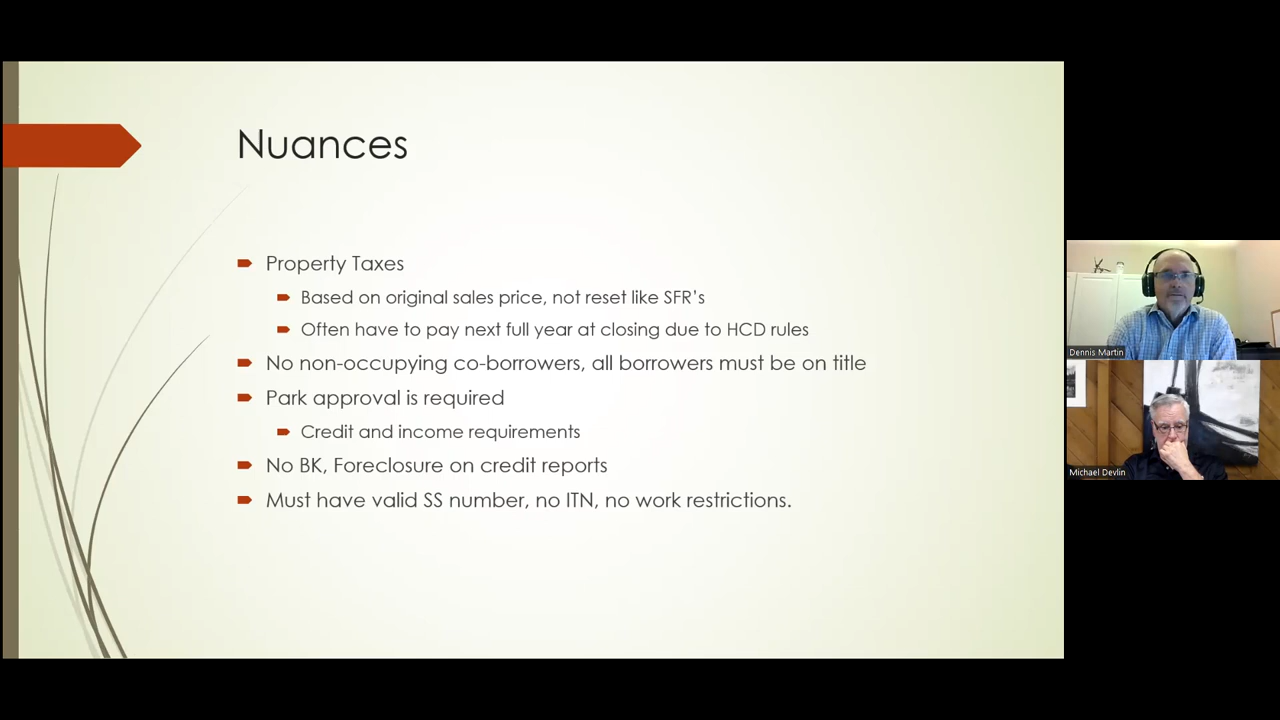 Nuances
Property Taxes
Based on original sales price, not reset like SFR's
Often have to pay next full year at closing due to HCD rules
No non-occupying co-borrowers, all borrowers must be on title
Park approval is required
Credit and income requirements
No BK, Foreclosure on credit reports
Must have valid SS number, no ITN, no work restrictions.
Dennis Martin
Michael Devlin